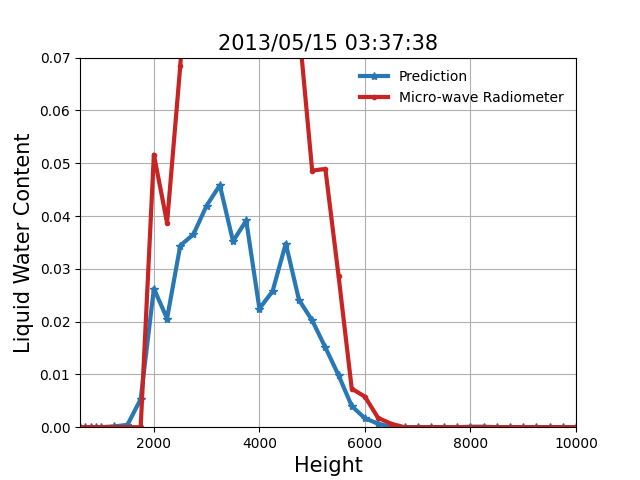 2013/05/15 03:37:38
0.07
0.06
0.05
0.04
0.03
0.02
0.01
0.00
Liquid Water Content
Prediction
Micro-wave Radiometer
2000 4000 6000 8000 10000
Height